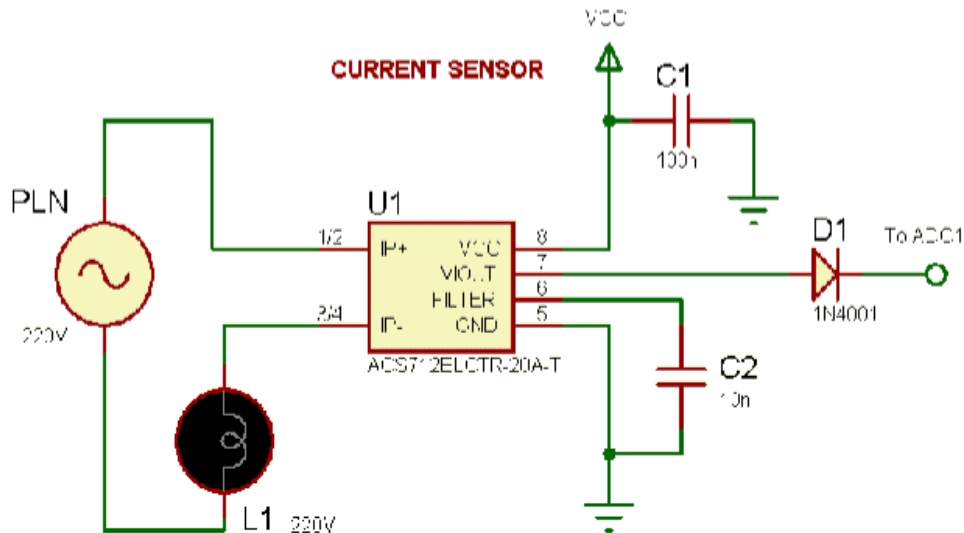 VCC
CURRENT SENSOR
C1
100n
PLN
220V
U1
1/2
IP+
VCC
8
VIOUT
7
FILTER
6
3/4
IP-
GND
5
ACS712ELCTR-20A-T
D1
1N4001
To ADC1
C2
10n
L1
220V